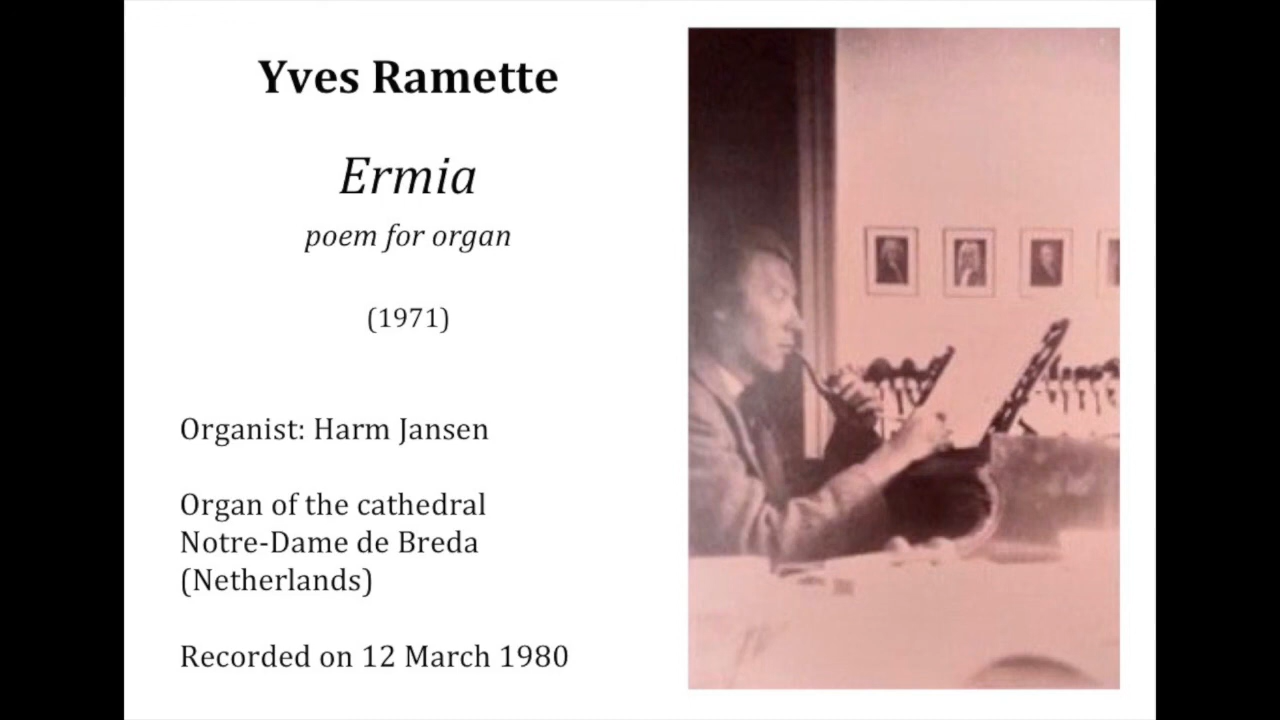 Yves Ramette
Ermia
poem for organ
(1971)
Organist: Harm Jansen
Organ of the cathedral
Notre-Dame de Breda
(Netherlands)
Recorded on 12 March 1980